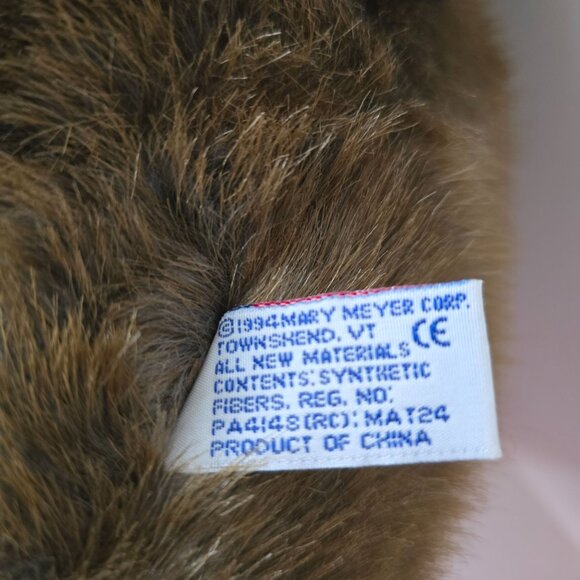 ©1994 MARY MEYER CORP.
TOWNSHEND, VT CE
ALL NEW MATERIALS
CONTENTS: SYNTHETIC
FIBERS. REG. NO:
PA4148(RC): MAT24
PRODUCT OF CHINA